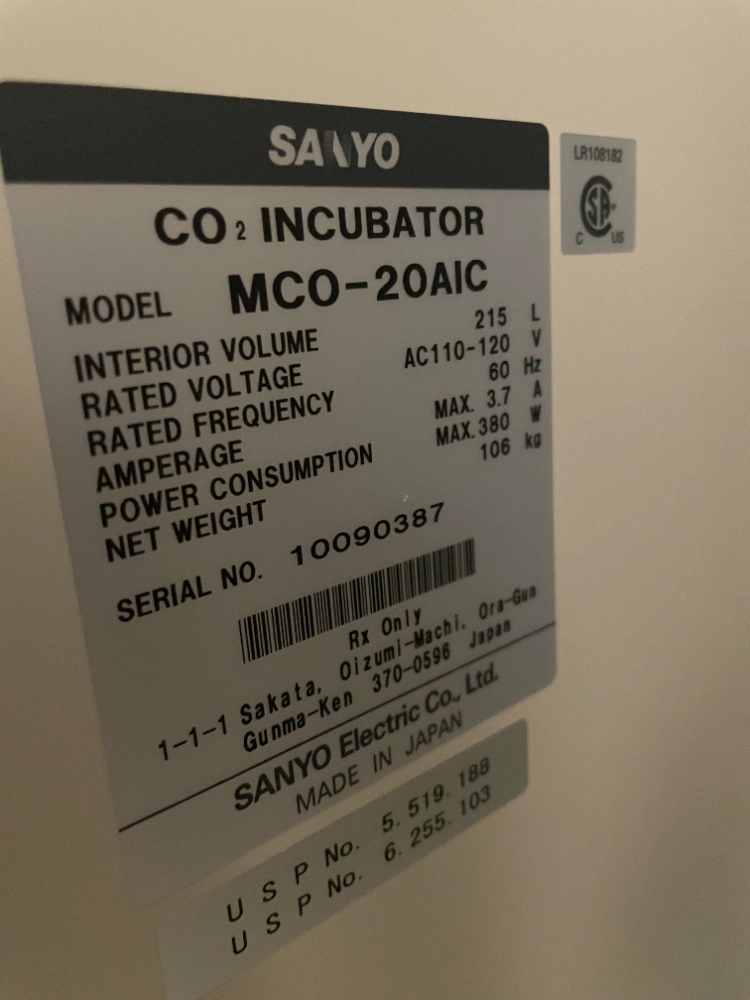 SANYO
LR108182
CSA
C US
CO₂ INCUBATOR
MODEL MCO-20AIC
INTERIOR VOLUME 215 L
RATED VOLTAGE AC110-120 V
RATED FREQUENCY 60 Hz
AMPERAGE MAX. 3.7 A
POWER CONSUMPTION MAX.380 W
NET WEIGHT 106 kg
SERIAL NO. 10090387
Rx Only
1-1-1 Sakata, Oizumi-Machi, Ora-Gun
Gunma-Ken 370-0596 Japan
SANYO Electric Co., Ltd.
MADE IN JAPAN
U S P No. 5. 519. 188
U S P No. 6. 255. 103